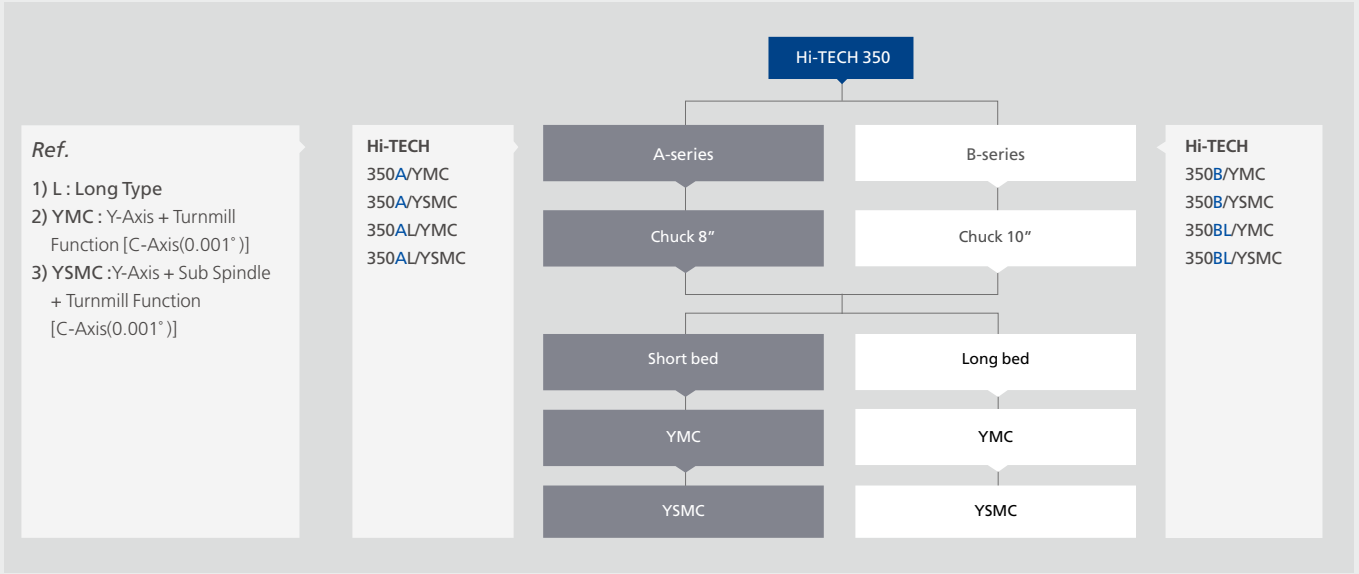 Hi-TECH 350
Ref.
1) L : Long Type
2) YMC : Y-Axis + Turnmill
Function [C-Axis(0.001˚)]
3) YSMC :Y-Axis + Sub Spindle
+ Turnmill Function
[C-Axis(0.001˚)]
Hi-TECH
350A/YMC
350A/YSMC
350AL/YMC
350AL/YSMC
A-series
B-series
Chuck 8”
Chuck 10”
Short bed
Long bed
YMC
YMC
YSMC
YSMC
Hi-TECH
350B/YMC
350B/YSMC
350BL/YMC
350BL/YSMC